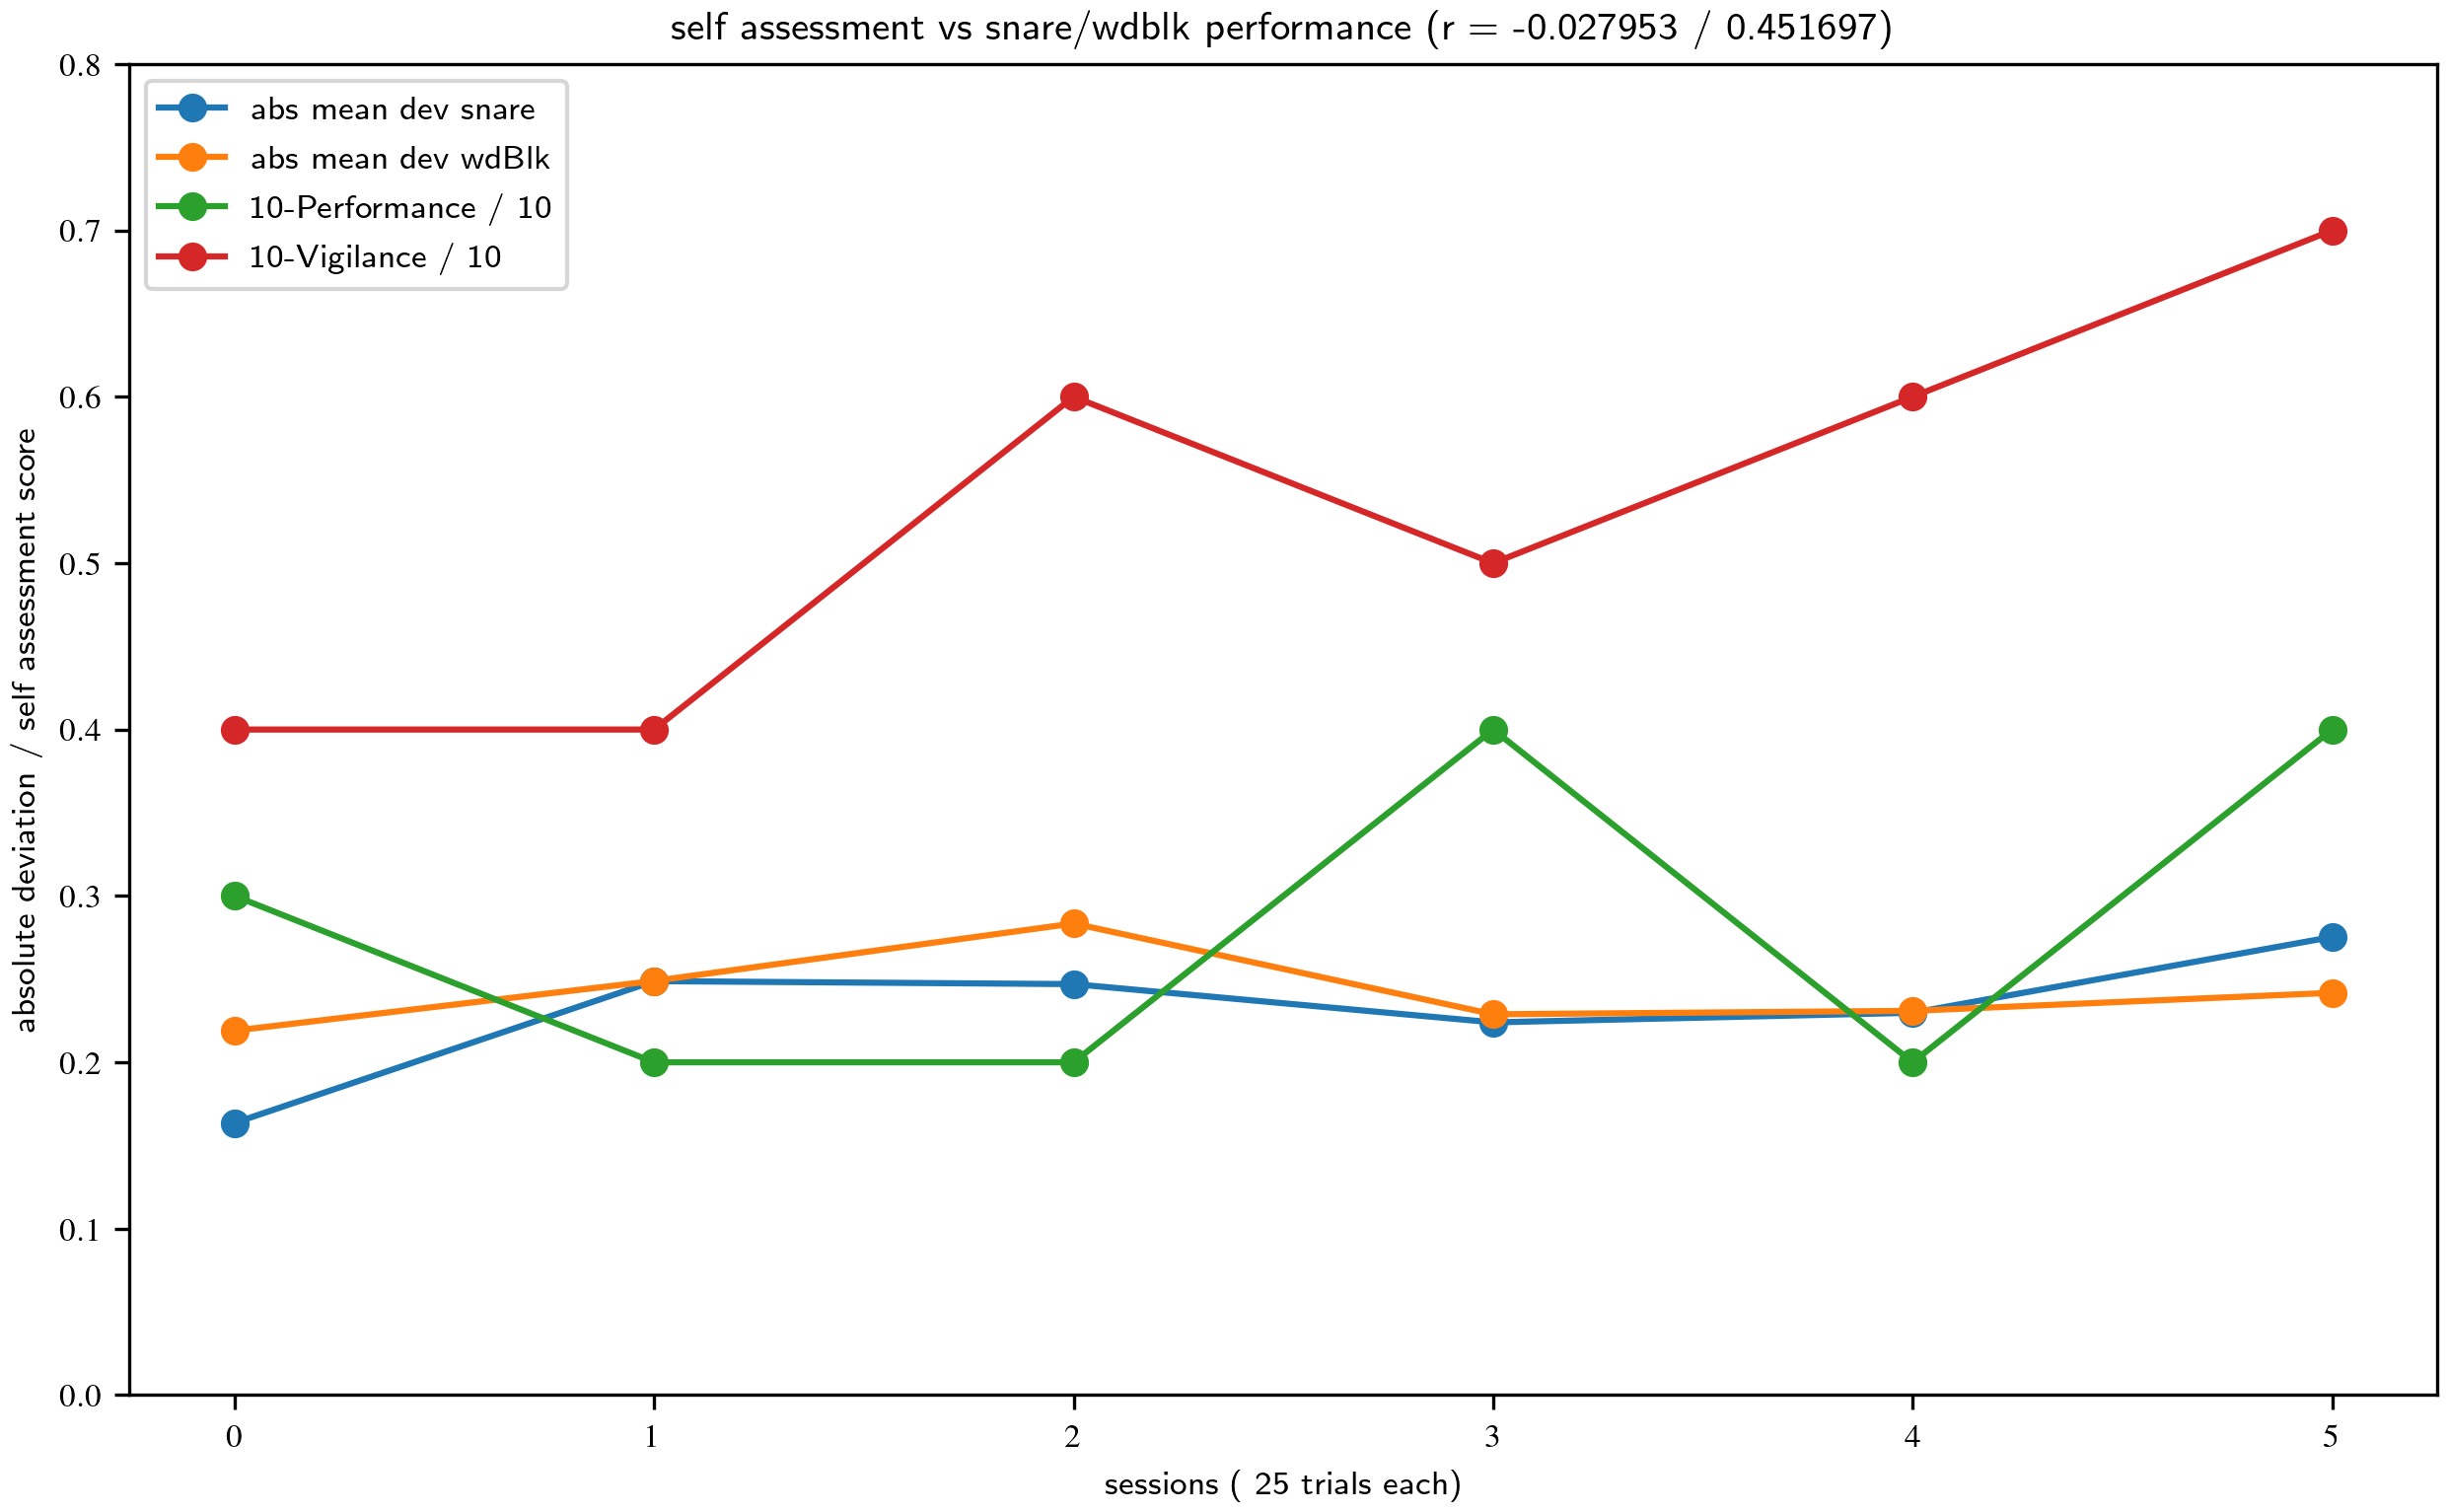 self assessment vs snare/wdblk performance (r = -0.027953 / 0.451697)
abs mean dev snare
abs mean dev wdBlk
10-Performance / 10
10-Vigilance / 10
absolute deviation / self assessment score
0.8
0.7
0.6
0.5
0.4
0.3
0.2
0.1
0.0
0 1 2 3 4 5
sessions ( 25 trials each)